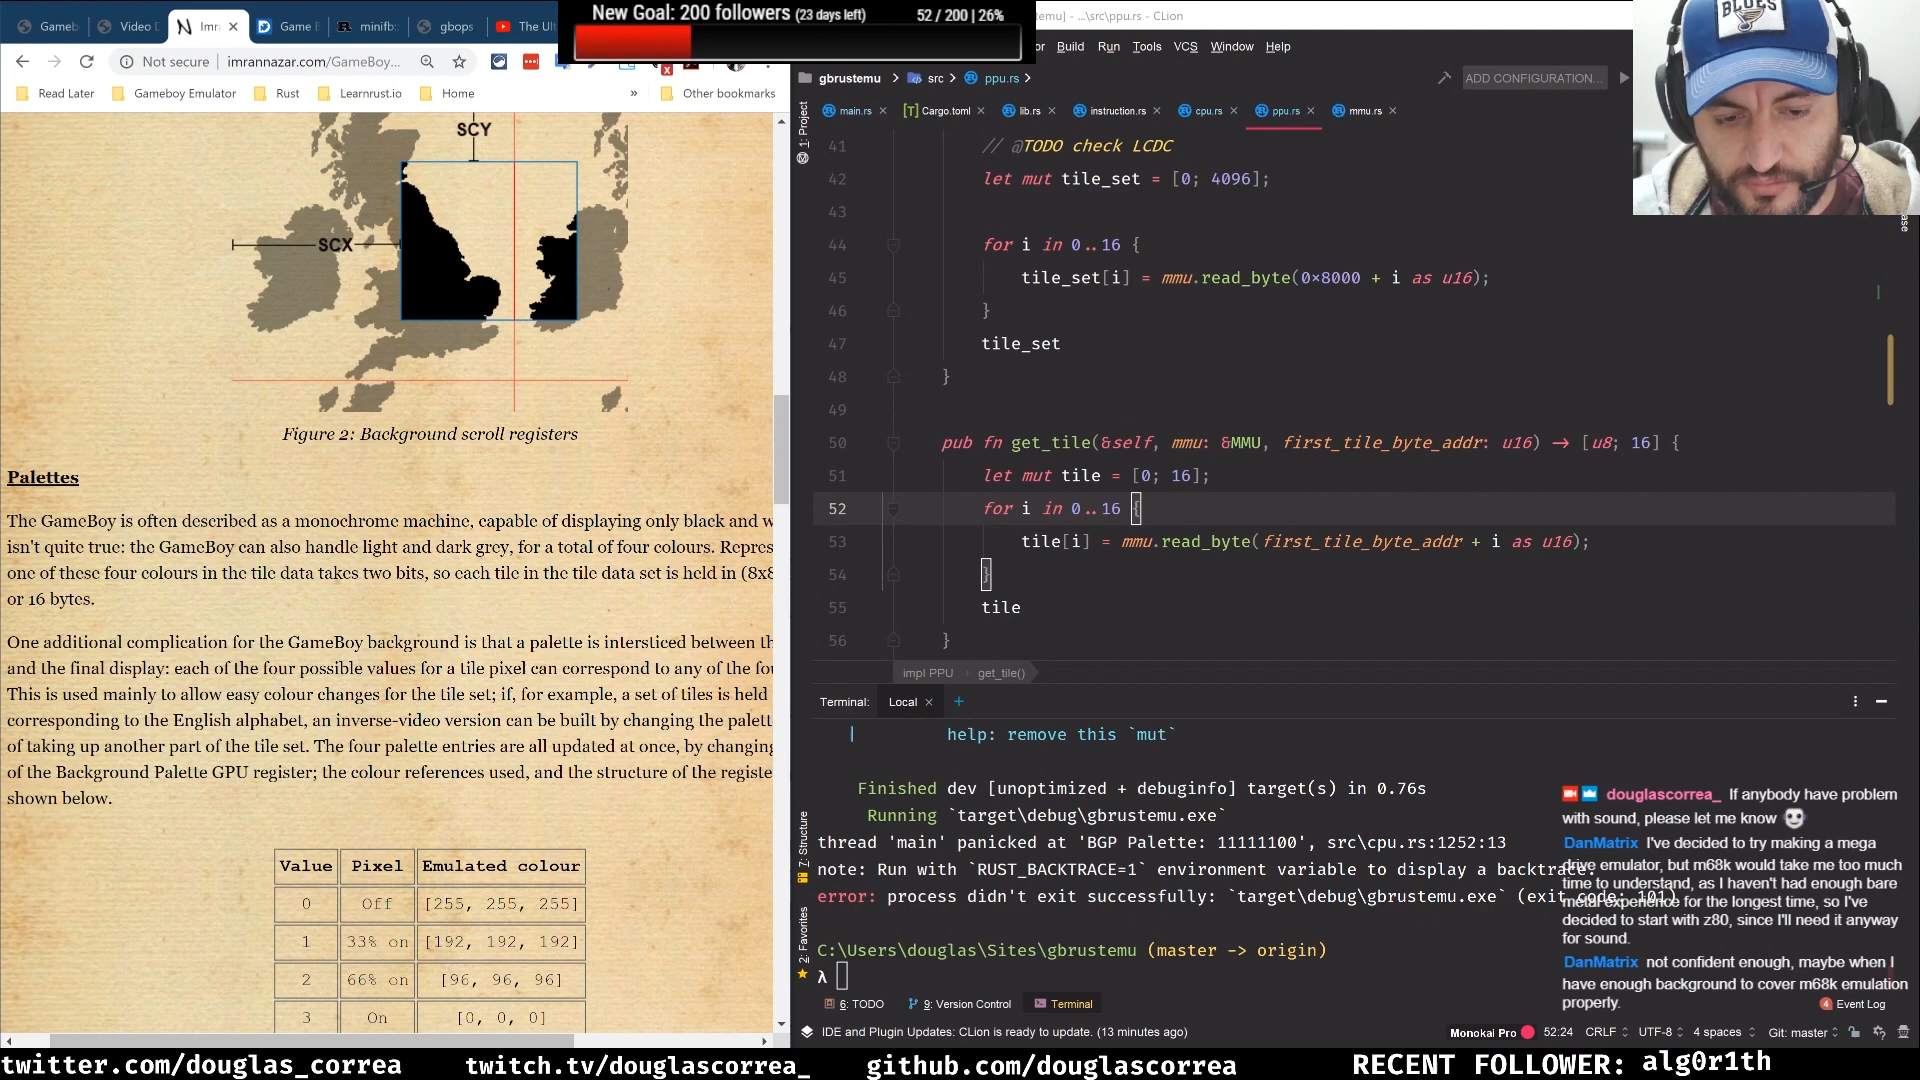 New Goal: 200 followers (23 days left) 52 / 200 | 26%
Video
Imr
Game
minifb
gbops
The Ult
Not secure | imrannazar.com/GameBoy...
Read Later
Gameboy Emulator
Rust
Learnrust.io
Home
»
Other bookmarks
SCY
SCX
Figure 2: Background scroll registers
Palettes
The GameBoy is often described as a monochrome machine, capable of displaying only black and w
isn't quite true: the GameBoy can also handle light and dark grey, for a total of four colours. Repres
one of these four colours in the tile data takes two bits, so each tile in the tile data set is held in (8x8
or 16 bytes.
One additional complication for the GameBoy background is that a palette is intersticed between th
and the final display: each of the four possible values for a tile pixel can correspond to any of the fou
This is used mainly to allow easy colour changes for the tile set; if, for example, a set of tiles is held
corresponding to the English alphabet, an inverse-video version can be built by changing the palett
of taking up another part of the tile set. The four palette entries are all updated at once, by changing
of the Background Palette GPU register; the colour references used, and the structure of the registe
shown below.
Value Pixel Emulated colour
0 Off [255, 255, 255]
1 33% on [192, 192, 192]
2 66% on [96, 96, 96]
3 On [0, 0, 0]
...\src\ppu.rs - CLion
Build Run Tools VCS Window Help
gbrustemu > src > ppu.rs >
ADD CONFIGURATION...
main.rs
Cargo.toml
lib.rs
instruction.rs
cpu.rs
ppu.rs
mmu.rs
1: Project
41 // @TODO check LCDC
42 let mut tile_set = [0; 4096];
43
44 for i in 0..16 {
45 tile_set[i] = mmu.read_byte(0x8000 + i as u16);
46 }
47 tile_set
48 }
49
50 pub fn get_tile(&self, mmu: &MMU, first_tile_byte_addr: u16) → [u8; 16] {
51 let mut tile = [0; 16];
52 for i in 0..16 {
53 tile[i] = mmu.read_byte(first_tile_byte_addr + i as u16);
54 }
55 tile
56 }
impl PPU
get_tile()
Terminal: Local +
| help: remove this `mut`
Finished dev [unoptimized + debuginfo] target(s) in 0.76s
Running `target\debug\gbrustemu.exe`
thread 'main' panicked at 'BGP Palette: 11111100', src\cpu.rs:1252:13
note: Run with `RUST_BACKTRACE=1` environment variable to display a backtrace.
error: process didn't exit successfully: `target\debug\gbrustemu.exe` (exit code: 101)
C:\Users\douglas\Sites\gbrustemu (master -> origin)
λ
7: Structure
2: Favorites
BLUES
douglascorrea_ If anybody have problem
with sound, please let me know
DanMatrix I've decided to try making a mega
drive emulator, but m68k would take me too much
time to understand, as I haven't had enough bare
metal experience for the longest time, so I've
decided to start with z80, since I'll need it anyway
for sound.
DanMatrix not confident enough, maybe when I
have enough background to cover m68k emulation
properly.
6: TODO
9: Version Control
Terminal
4 Event Log
IDE and Plugin Updates: CLion is ready to update. (13 minutes ago)
Monokai Pro 52:24 CRLF UTF-8 4 spaces Git: master
twitter.com/douglas_correa
twitch.tv/douglascorrea_
github.com/douglascorrea
RECENT FOLLOWER: alg0r1th